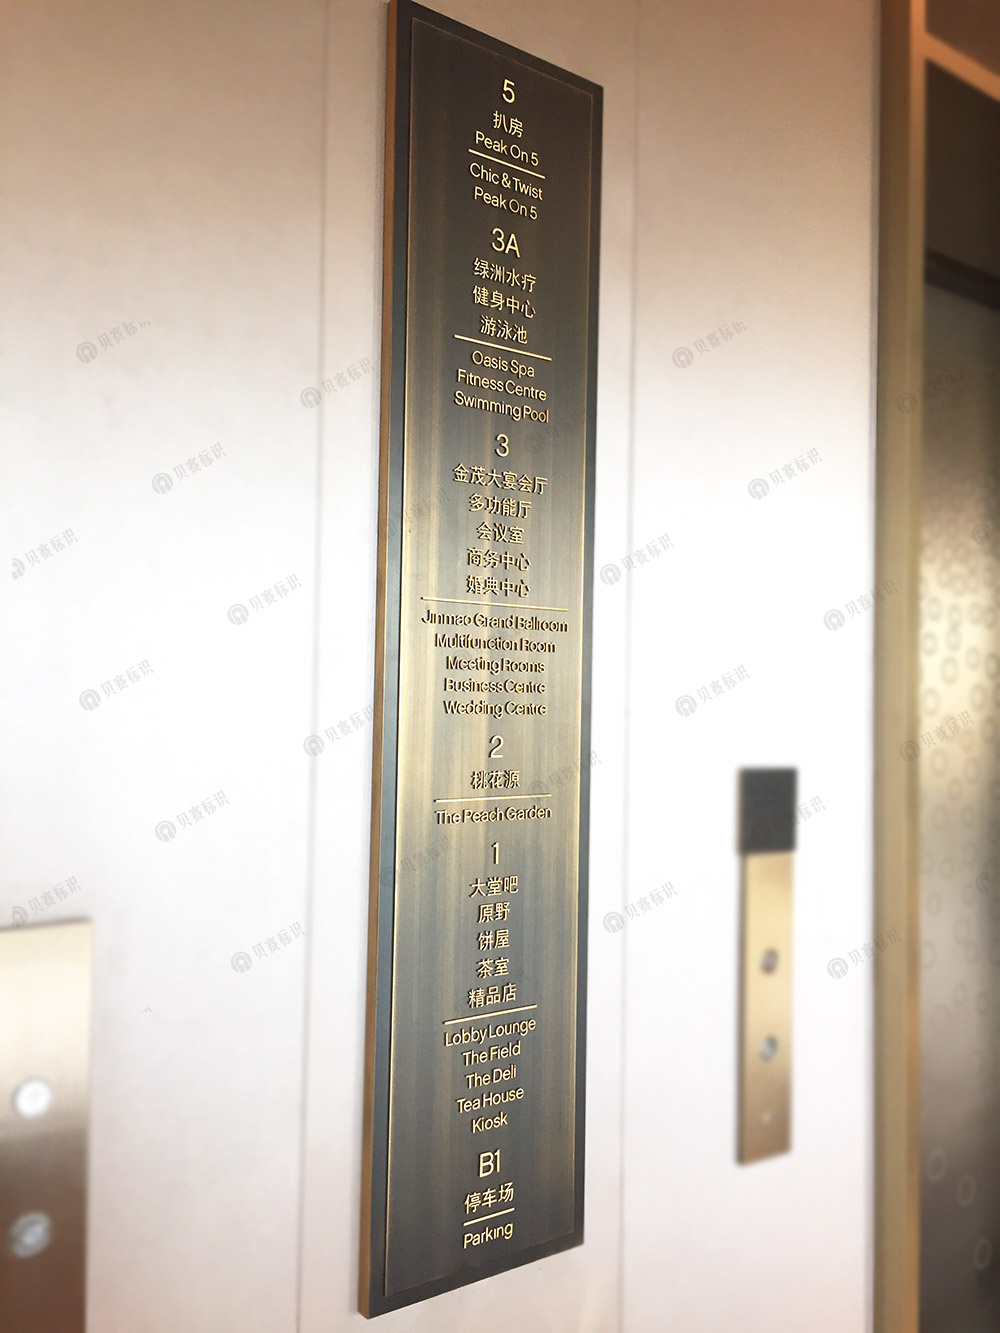 5
扒房
Peak On 5
Chic & Twist
Peak On 5
3A
绿洲水疗
健身中心
游泳池
Oasis Spa
Fitness Centre
Swimming Pool
3
金茂大宴会厅
多功能厅
会议室
商务中心
婚典中心
Jinmao Grand Ballroom
Multifunction Room
Meeting Rooms
Business Centre
Wedding Centre
2
桃花源
The Peach Garden
1
大堂吧
原野
饼屋
茶室
精品店
Lobby Lounge
The Field
The Deli
Tea House
Kiosk
B1
停车场
Parking
贝赛标识